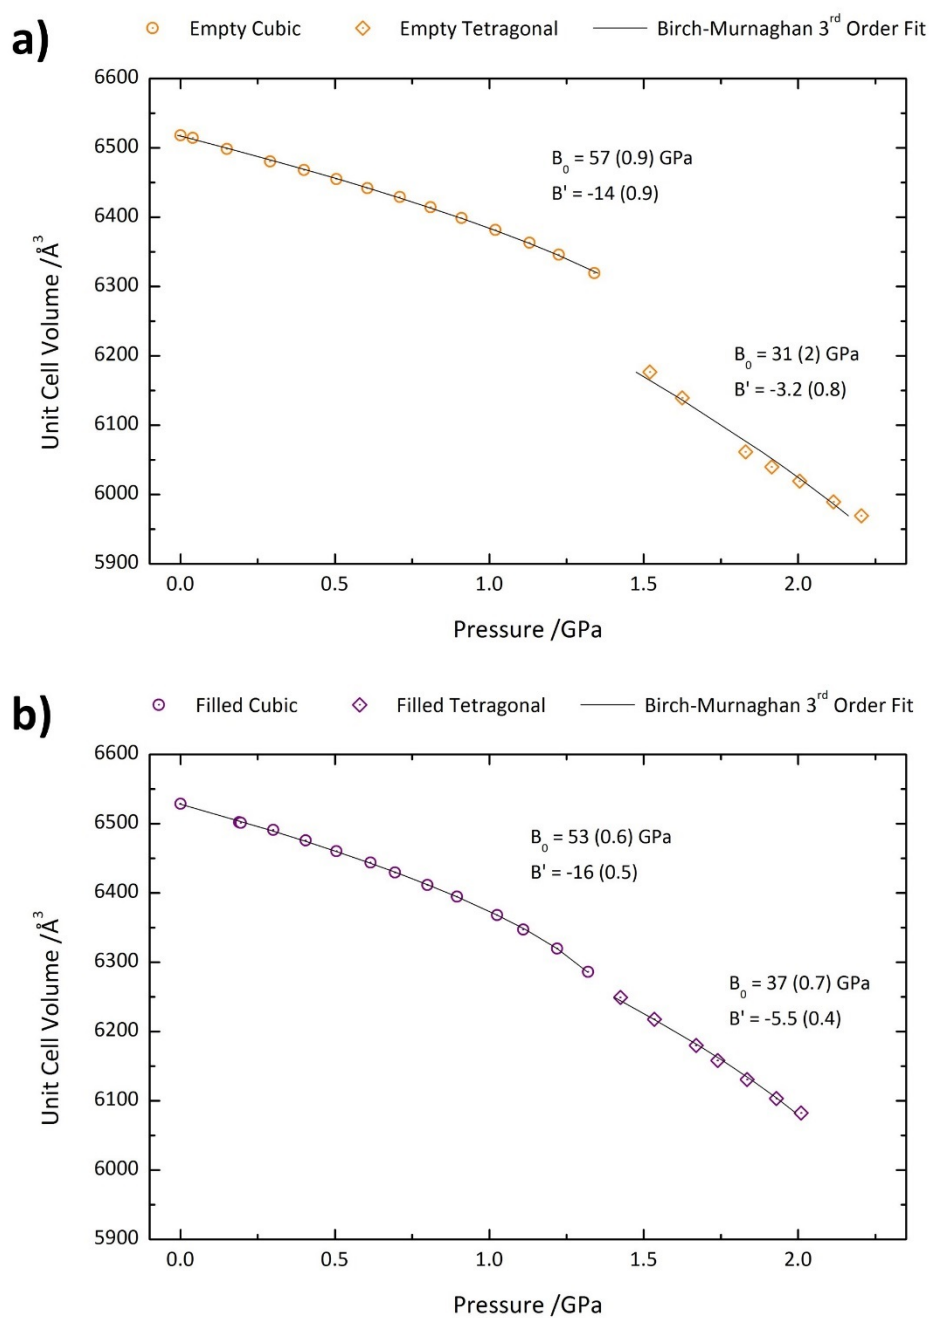 a)
Empty Cubic Empty Tetragonal Birch-Murnaghan 3rd Order Fit
6600
6500
6400
6300
6200
6100
6000
5900
Unit Cell Volume /Å3
B0 = 57 (0.9) GPa
B' = -14 (0.9)
B0 = 31 (2) GPa
B' = -3.2 (0.8)
0.0 0.5 1.0 1.5 2.0
Pressure /GPa
b)
Filled Cubic Filled Tetragonal Birch-Murnaghan 3rd Order Fit
6600
6500
6400
6300
6200
6100
6000
5900
Unit Cell Volume /Å3
B0 = 53 (0.6) GPa
B' = -16 (0.5)
B0 = 37 (0.7) GPa
B' = -5.5 (0.4)
0.0 0.5 1.0 1.5 2.0
Pressure /GPa